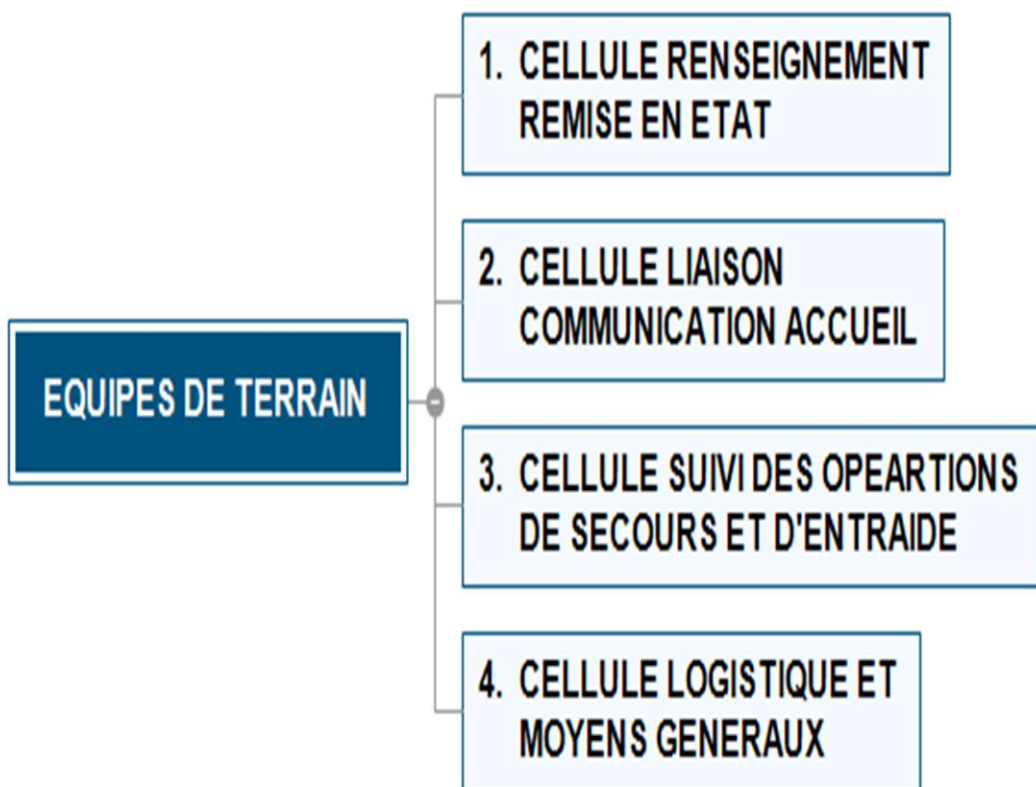 EQUIPES DE TERRAIN
1. CELLULE RENSEIGNEMENT
REMISE EN ETAT
2. CELLULE LIAISON
COMMUNICATION ACCUEIL
3. CELLULE SUIVI DES OPEARTIONS
DE SECOURS ET D'ENTRAIDE
4. CELLULE LOGISTIQUE ET
MOYENS GENERAUX